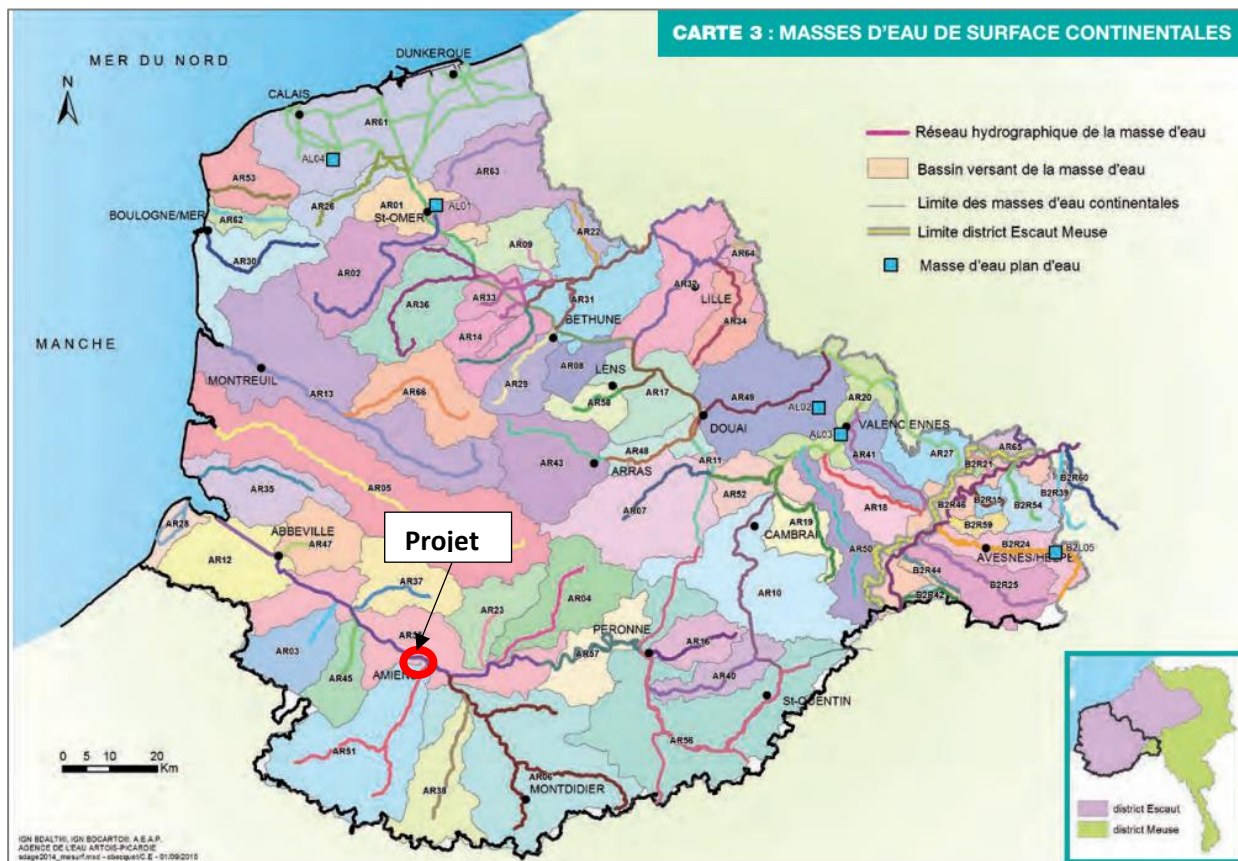 CARTE 3 : MASSES D'EAU DE SURFACE CONTINENTALES
MER DU NORD
DUNKERQUE
N
CALAIS
AR61
Réseau hydrographique de la masse d'eau
AL04
AR63
AR53
Bassin versant de la masse d'eau
AR26
AR01
AL01
St-OMER
Limite des masses d'eau continentales
BOULOGNE/MER
AR62
AR22
AR09
Limite district Escaut Meuse
AR30
AR64
Masse d'eau plan d'eau
AR02
AR32
AR36
AR33
AR31
LILLE
BETHUNE
AR34
MANCHE
AR14
AR08
LENS
MONTREUIL
AR29
AR13
AR66
AR58
AR17
AR49
AR20
AL02
VALENCIENNES
DOUAI
AL03
AR48
AR27
AR65
AR43
ARRAS
AR11
AR41
B2R21
B2R60
AR35
AR05
B2R39
AR52
B2R46
B2R15
B2R54
AR07
AR18
AR28
CAMBRAI
AR19
B2R59
Projet
ABBEVILLE
AR47
AR50
B2R24
B2L05
AVESNES/HELPE
AR12
B2R44
B2R25
AR37
AR10
B2R42
AR23
AR04
PERONNE
AR16
AR03
AR57
AMIEN
AR45
AR40
St-QUENTIN
AR51
AR56
0 5 10 20
Km
AR38
AR06
MONTDIDIER
district Escaut
district Meuse
IGN BDALTHI, IGN BDCARTO®, A.E.A.P.
AGENCE DE L'EAU ARTOIS-PICARDIE